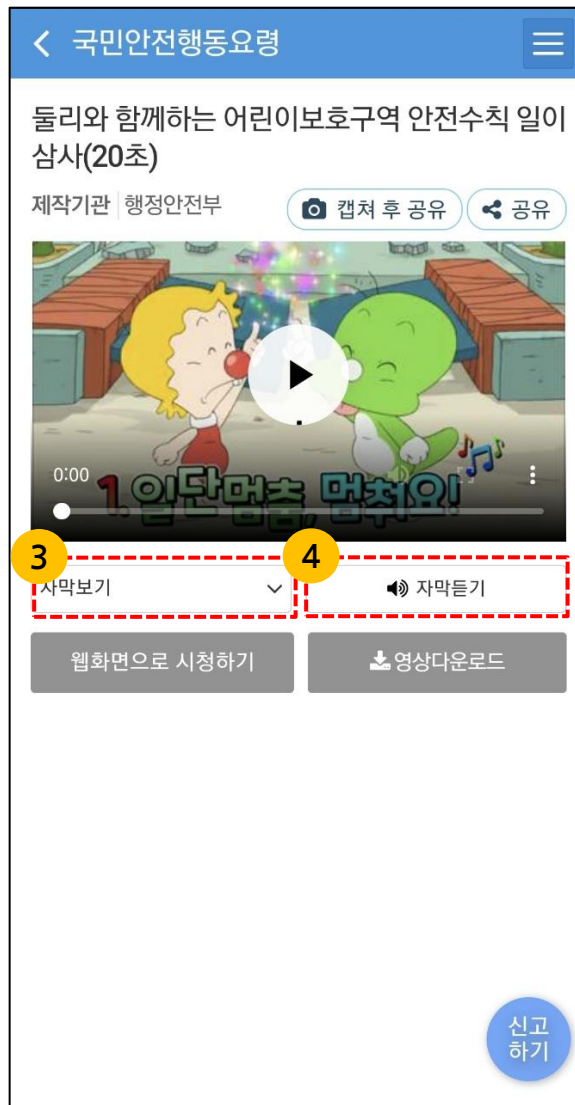 국민안전행동요령
둘리와 함께하는 어린이보호구역 안전수칙 일이
삼사(20초)
제작기관 행정안전부
캡쳐 후 공유
공유
0:00
1. 일단멈춤, 멈춰요!
3
4
자막보기
자막듣기
웹화면으로 시청하기
영상다운로드
신고
하기